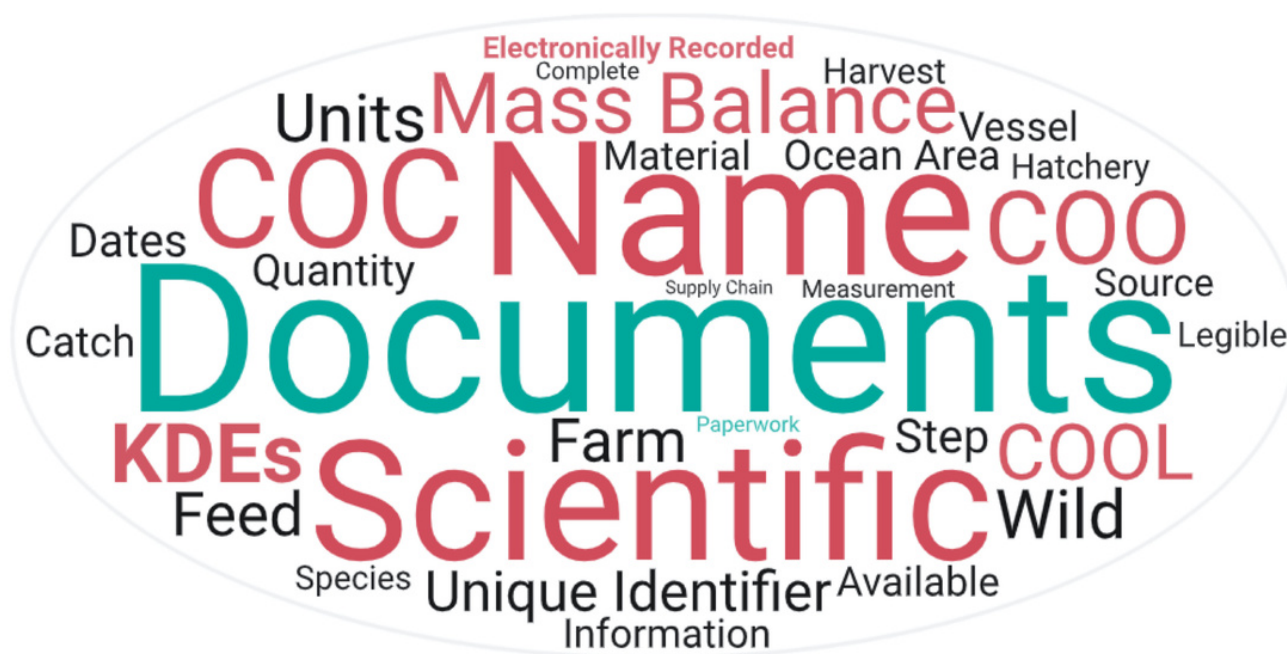 Electronically Recorded
Complete
Harvest
Units
Mass Balance
Vessel
COC
Name
Material
Ocean Area
Hatchery
COO
Dates
Quantity
Supply Chain
Measurement
Source
Catch
Documents
Legible
KDEs
Farm
Paperwork
Step
COOL
Feed
Scientific
Wild
Species
Unique Identifier
Available
Information